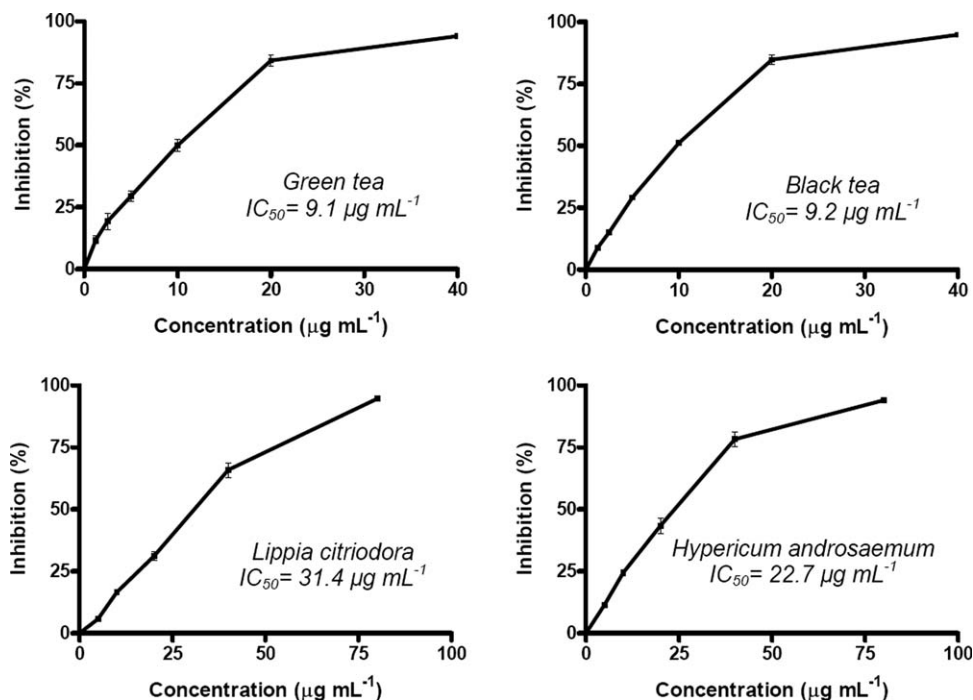 100
75
50
25
0
Inhibition (%)
Green tea
IC50= 9.1 µg mL-1
0 10 20 30 40
Concentration (µg mL-1)
100
75
50
25
0
Inhibition (%)
Black tea
IC50= 9.2 µg mL-1
0 10 20 30 40
Concentration (µg mL-1)
100
75
50
25
0
Inhibition (%)
Lippia citriodora
IC50= 31.4 µg mL-1
0 25 50 75 100
Concentration (µg mL-1)
100
75
50
25
0
Inhibition (%)
Hypericum androsaemum
IC50= 22.7 µg mL-1
0 25 50 75 100
Concentration (µg mL-1)